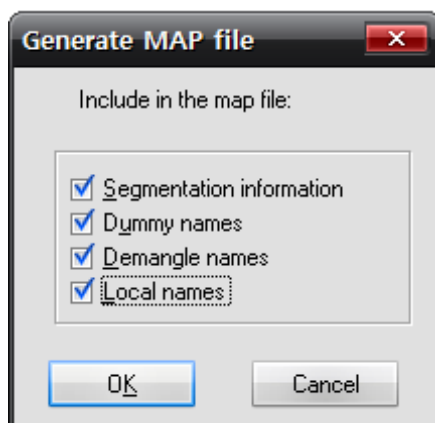 Generate MAP file
Include in the map file:
Segmentation information
Dummy names
Demangle names
Local names
OK Cancel